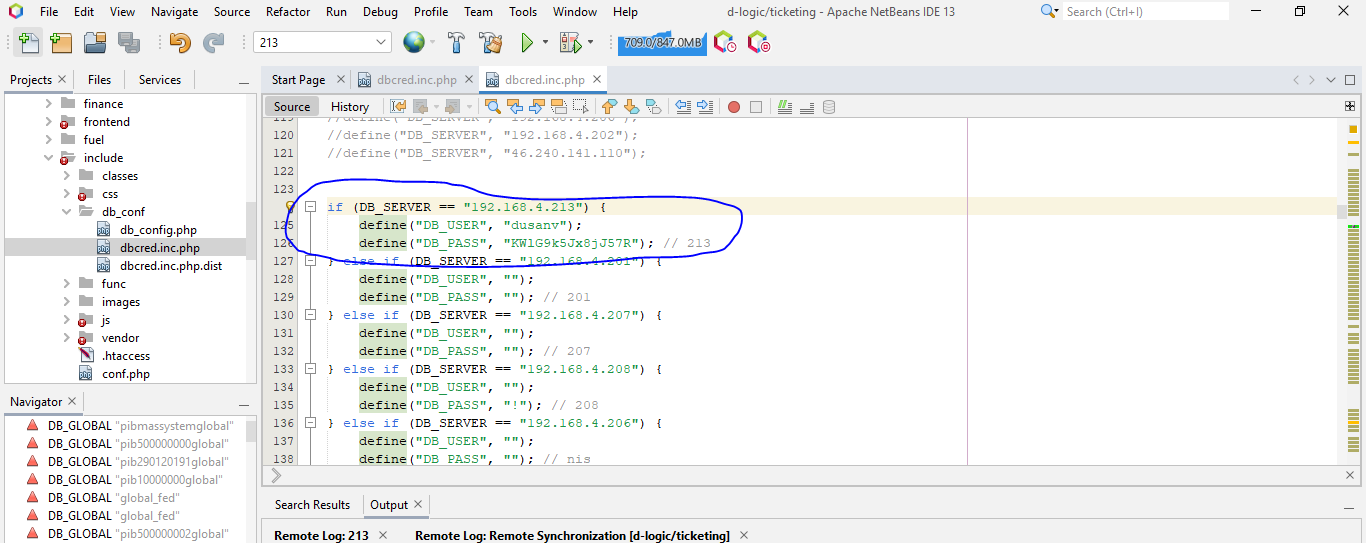 File Edit View Navigate Source Refactor Run Debug Profile Team Tools Window Help
d-logic/ticketing - Apache NetBeans IDE 13
Search (Ctrl+I)
213
709.0/847.0MB
Projects
Files
Services
finance
frontend
fuel
include
classes
css
db_conf
db_config.php
dbcred.inc.php
dbcred.inc.php.dist
func
images
js
vendor
.htaccess
conf.php
Navigator
DB_GLOBAL "pibmassystemglobal"
DB_GLOBAL "pib500000000global"
DB_GLOBAL "pib290120191global"
DB_GLOBAL "pib10000000global"
DB_GLOBAL "global_fed"
DB_GLOBAL "global_fed"
DB_GLOBAL "pib500000002global"
Start Page
dbcred.inc.php
dbcred.inc.php
Source
History
119 //define("DB_SERVER", "192.168.4.206");
120 //define("DB_SERVER", "192.168.4.202");
121 //define("DB_SERVER", "46.240.141.110");
122
123
if (DB_SERVER == "192.168.4.213") {
125 define("DB_USER", "dusanv");
126 define("DB_PASS", "KWlG9k5Jx8jJ57R"); // 213
127 } else if (DB_SERVER == "192.168.4.201") {
128 define("DB_USER", "");
129 define("DB_PASS", ""); // 201
130 } else if (DB_SERVER == "192.168.4.207") {
131 define("DB_USER", "");
132 define("DB_PASS", ""); // 207
133 } else if (DB_SERVER == "192.168.4.208") {
134 define("DB_USER", "");
135 define("DB_PASS", "!"); // 208
136 } else if (DB_SERVER == "192.168.4.206") {
137 define("DB_USER", "");
138 define("DB_PASS", ""); // nis
Search Results
Output
Remote Log: 213
Remote Log: Remote Synchronization [d-logic/ticketing]